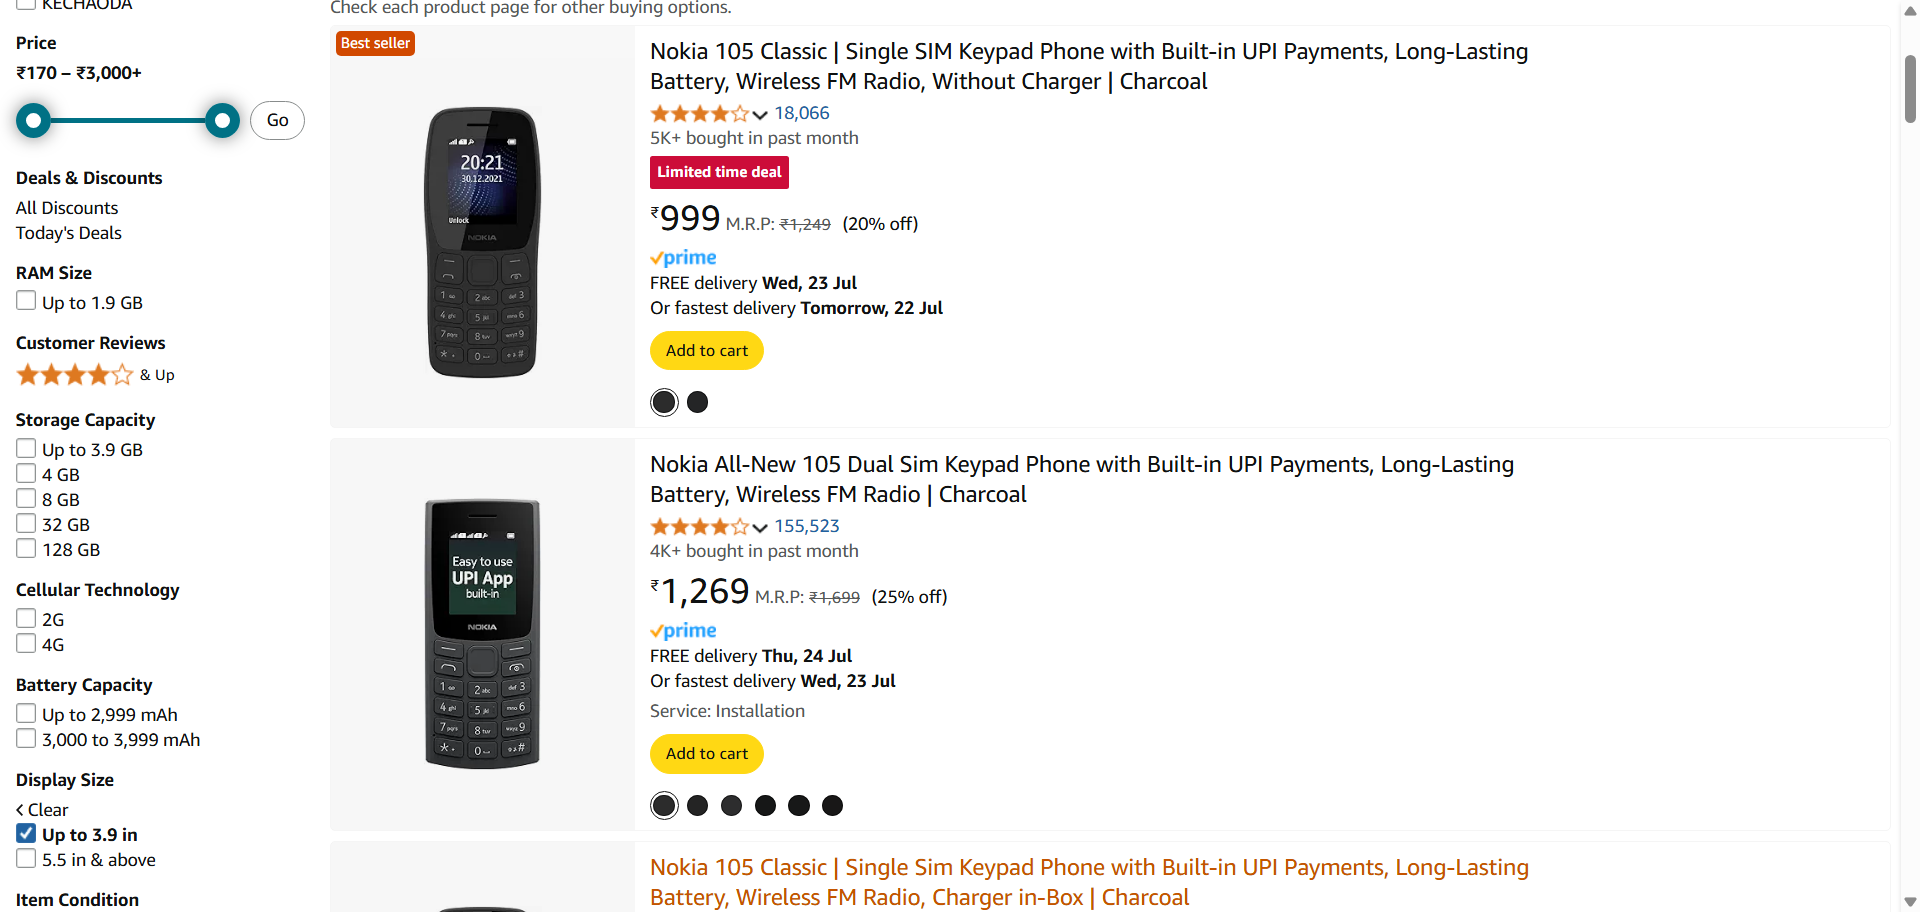 KECHAODA
Price
₹170 – ₹3,000+
Go
Deals & Discounts
All Discounts
Today's Deals
RAM Size
Up to 1.9 GB
Customer Reviews
& Up
Storage Capacity
Up to 3.9 GB
4 GB
8 GB
32 GB
128 GB
Cellular Technology
2G
4G
Battery Capacity
Up to 2,999 mAh
3,000 to 3,999 mAh
Display Size
Clear
Up to 3.9 in
5.5 in & above
Item Condition
Check each product page for other buying options.
Best seller
20:21
30.12.2021
Unlock
NOKIA
Nokia 105 Classic | Single SIM Keypad Phone with Built-in UPI Payments, Long-Lasting
Battery, Wireless FM Radio, Without Charger | Charcoal
18,066
5K+ bought in past month
Limited time deal
₹999 M.R.P: ₹1,249 (20% off)
prime
FREE delivery Wed, 23 Jul
Or fastest delivery Tomorrow, 22 Jul
Add to cart
Easy to use
UPI App
built-in
NOKIA
Nokia All-New 105 Dual Sim Keypad Phone with Built-in UPI Payments, Long-Lasting
Battery, Wireless FM Radio | Charcoal
155,523
4K+ bought in past month
₹1,269 M.R.P: ₹1,699 (25% off)
prime
FREE delivery Thu, 24 Jul
Or fastest delivery Wed, 23 Jul
Service: Installation
Add to cart
Nokia 105 Classic | Single Sim Keypad Phone with Built-in UPI Payments, Long-Lasting
Battery, Wireless FM Radio, Charger in-Box | Charcoal